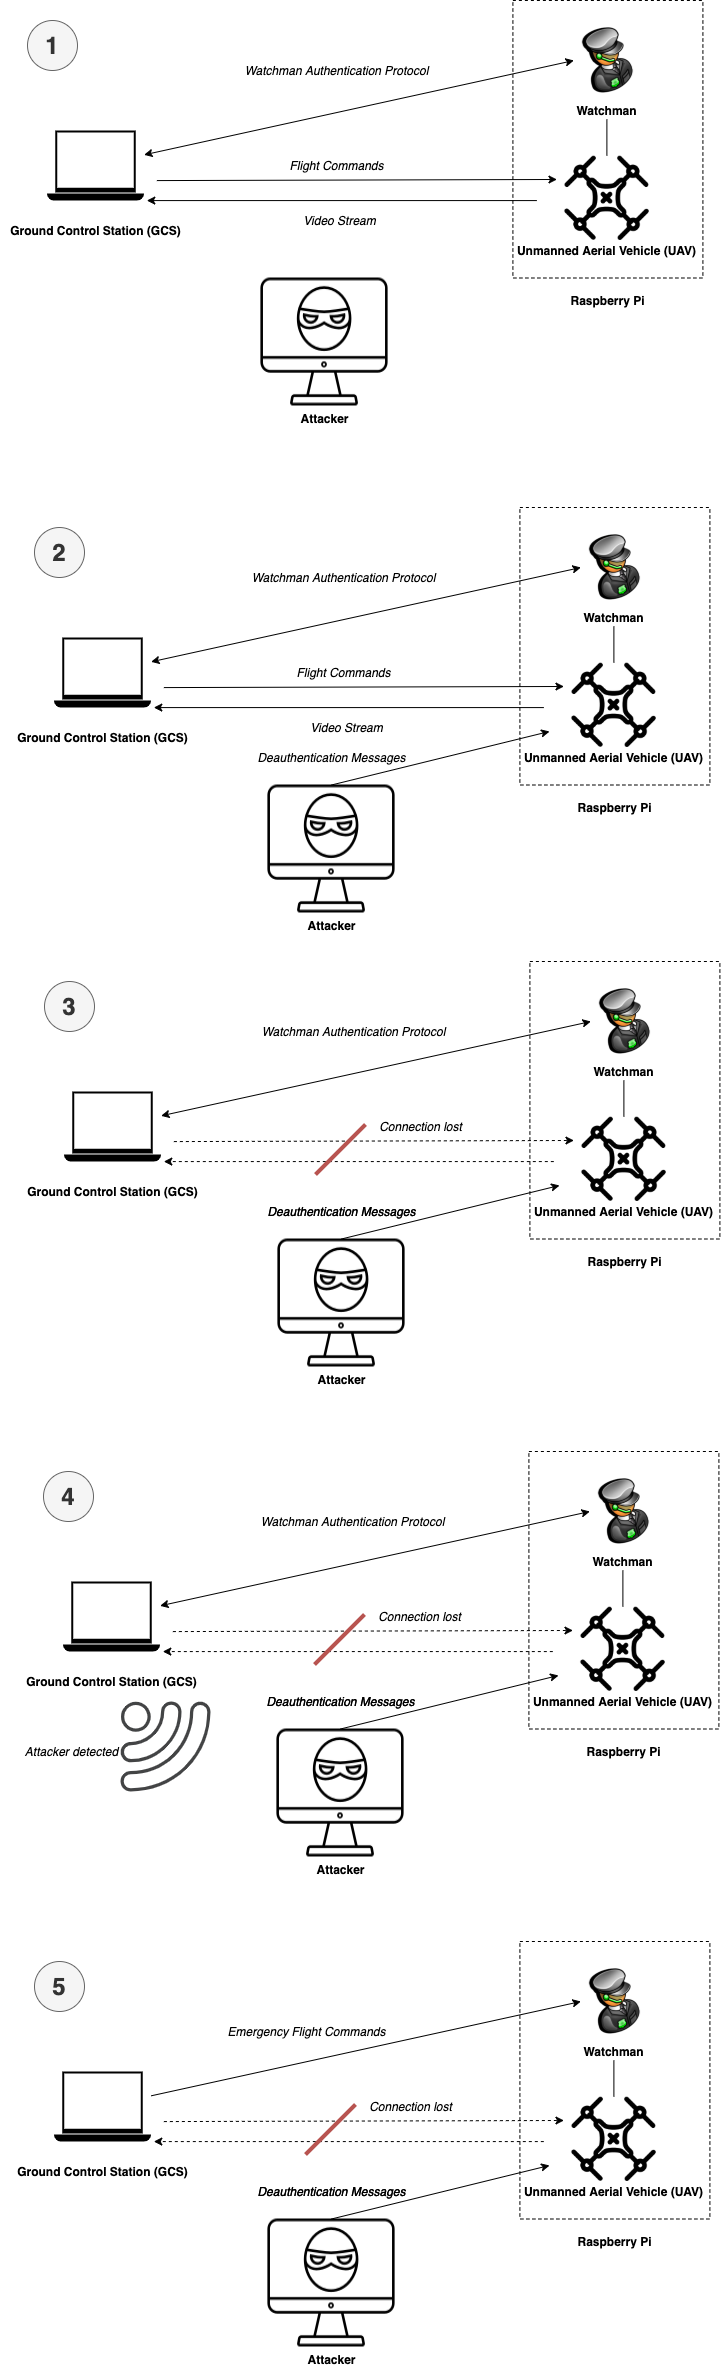 1
Watchman Authentication Protocol
Watchman
Flight Commands
Video Stream
Ground Control Station (GCS)
Unmanned Aerial Vehicle (UAV)
Raspberry Pi
Attacker
2
Watchman Authentication Protocol
Watchman
Flight Commands
Video Stream
Ground Control Station (GCS)
Deauthentication Messages
Unmanned Aerial Vehicle (UAV)
Raspberry Pi
Attacker
3
Watchman Authentication Protocol
Watchman
Connection lost
Ground Control Station (GCS)
Deauthentication Messages
Unmanned Aerial Vehicle (UAV)
Raspberry Pi
Attacker
4
Watchman Authentication Protocol
Watchman
Connection lost
Ground Control Station (GCS)
Deauthentication Messages
Unmanned Aerial Vehicle (UAV)
Attacker detected
Raspberry Pi
Attacker
5
Emergency Flight Commands
Watchman
Connection lost
Ground Control Station (GCS)
Deauthentication Messages
Unmanned Aerial Vehicle (UAV)
Raspberry Pi
Attacker